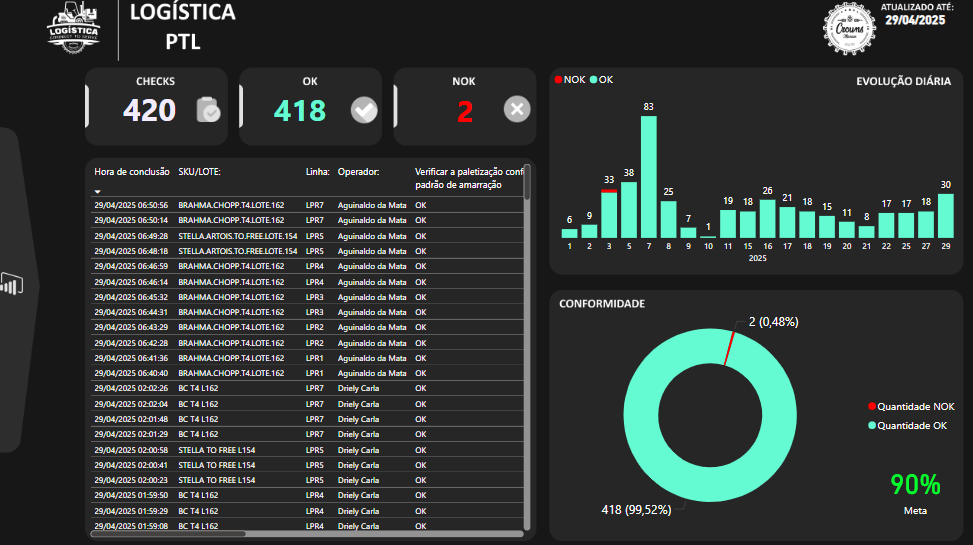 LOGÍSTICA
CONNECT TO SERVE
LOGÍSTICA
PTL
Crowns
ATUALIZADO ATÉ:
29/04/2025
CHECKS
420
OK
418
NOK
2
Hora de conclusão SKU/LOTE: Linha: Operador: Verificar a paletização conf
padrão de amarração
29/04/2025 06:50:56 BRAHMA.CHOPP.T4.LOTE.162 LPR7 Aguinaldo da Mata OK
29/04/2025 06:50:14 BRAHMA.CHOPP.T4.LOTE.162 LPR7 Aguinaldo da Mata OK
29/04/2025 06:49:28 STELLA.ARTOIS.TO.FREE.LOTE.154 LPR5 Aguinaldo da Mata OK
29/04/2025 06:48:18 STELLA.ARTOIS.TO.FREE.LOTE.154 LPR5 Aguinaldo da Mata OK
29/04/2025 06:46:59 BRAHMA.CHOPP.T4.LOTE.162 LPR4 Aguinaldo da Mata OK
29/04/2025 06:46:14 BRAHMA.CHOPP.T4.LOTE.162 LPR4 Aguinaldo da Mata OK
29/04/2025 06:45:32 BRAHMA.CHOPP.T4.LOTE.162 LPR3 Aguinaldo da Mata OK
29/04/2025 06:44:31 BRAHMA.CHOPP.T4.LOTE.162 LPR3 Aguinaldo da Mata OK
29/04/2025 06:43:29 BRAHMA.CHOPP.T4.LOTE.162 LPR2 Aguinaldo da Mata OK
29/04/2025 06:42:28 BRAHMA.CHOPP.T4.LOTE.162 LPR2 Aguinaldo da Mata OK
29/04/2025 06:41:36 BRAHMA.CHOPP.T4.LOTE.162 LPR1 Aguinaldo da Mata OK
29/04/2025 06:40:40 BRAHMA.CHOPP.T4.LOTE.162 LPR1 Aguinaldo da Mata OK
29/04/2025 02:02:26 BC T4 L162 LPR7 Driely Carla OK
29/04/2025 02:02:04 BC T4 L162 LPR7 Driely Carla OK
29/04/2025 02:01:48 BC T4 L162 LPR7 Driely Carla OK
29/04/2025 02:01:29 BC T4 L162 LPR7 Driely Carla OK
29/04/2025 02:00:58 STELLA TO FREE L154 LPR5 Driely Carla OK
29/04/2025 02:00:41 STELLA TO FREE L154 LPR5 Driely Carla OK
29/04/2025 02:00:23 STELLA TO FREE L154 LPR5 Driely Carla OK
29/04/2025 01:59:50 BC T4 L162 LPR4 Driely Carla OK
29/04/2025 01:59:29 BC T4 L162 LPR4 Driely Carla OK
29/04/2025 01:59:08 BC T4 L162 LPR4 Driely Carla OK
NOK OK
EVOLUÇÃO DIÁRIA
6 9 33 38 83 25 7 1 19 18 26 21 18 15 11 8 17 17 18 30
1 2 3 5 7 8 9 10 11 15 16 17 18 19 20 21 22 25 27 29
2025
CONFORMIDADE
2 (0,48%)
Quantidade NOK
Quantidade OK
418 (99,52%)
90%
Meta